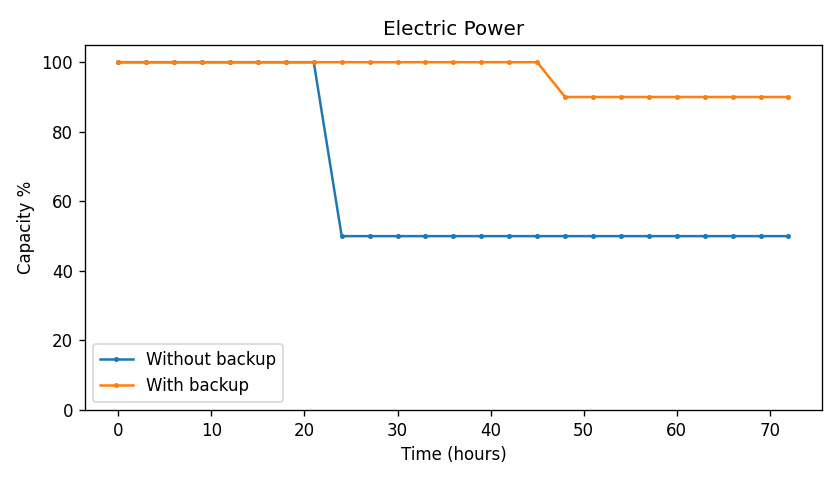 Electric Power
Capacity %
100
80
60
40
20
0
Without backup
With backup
0 10 20 30 40 50 60 70
Time (hours)